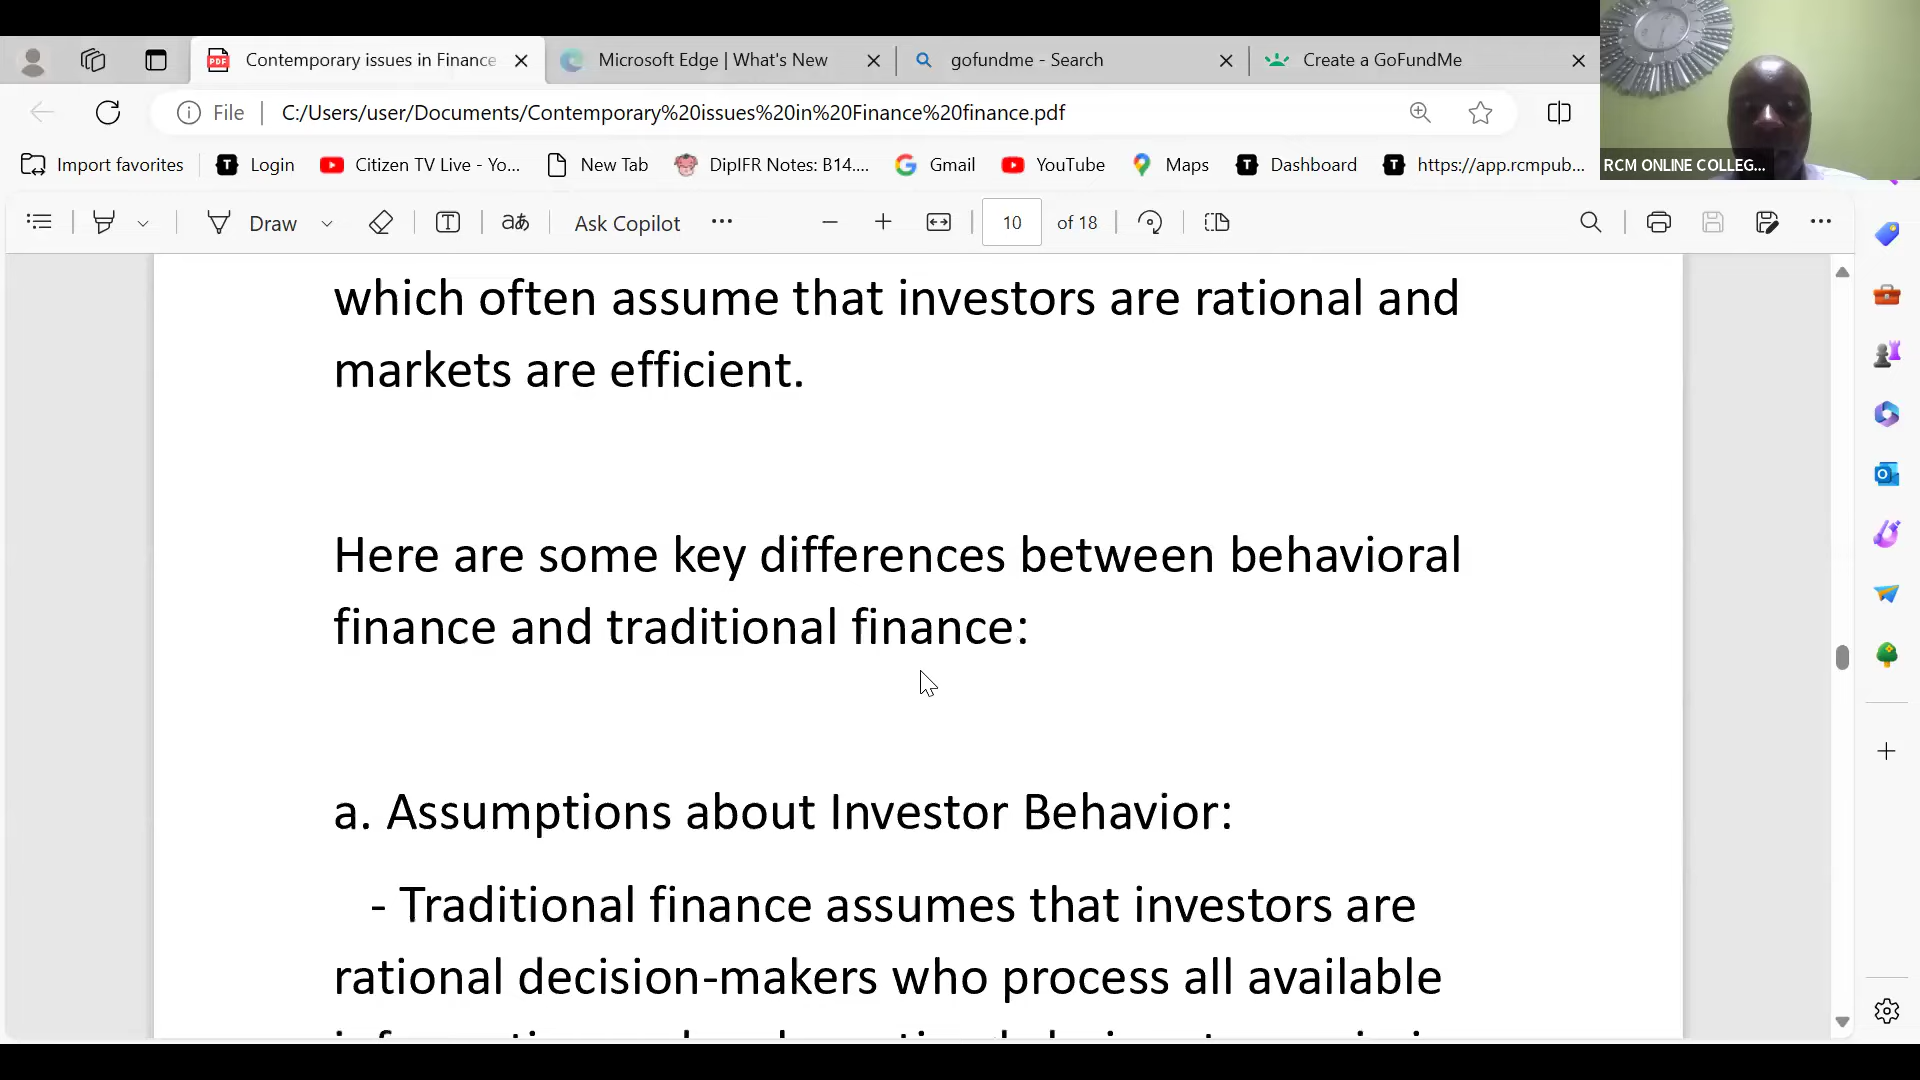 Contemporary issues in Finance
Microsoft Edge | What's New
gofundme - Search
Create a GoFundMe
File
C:/Users/user/Documents/Contemporary%20issues%20in%20Finance%20finance.pdf
Import favorites
Login
Citizen TV Live - Yo...
New Tab
DipIFR Notes: B14....
Gmail
YouTube
Maps
Dashboard
https://app.rcmpub...
RCM ONLINE COLLEG...
Draw
aあ
Ask Copilot
10 of 18
which often assume that investors are rational and
markets are efficient.
Here are some key differences between behavioral
finance and traditional finance:
a. Assumptions about Investor Behavior:
- Traditional finance assumes that investors are
rational decision-makers who process all available